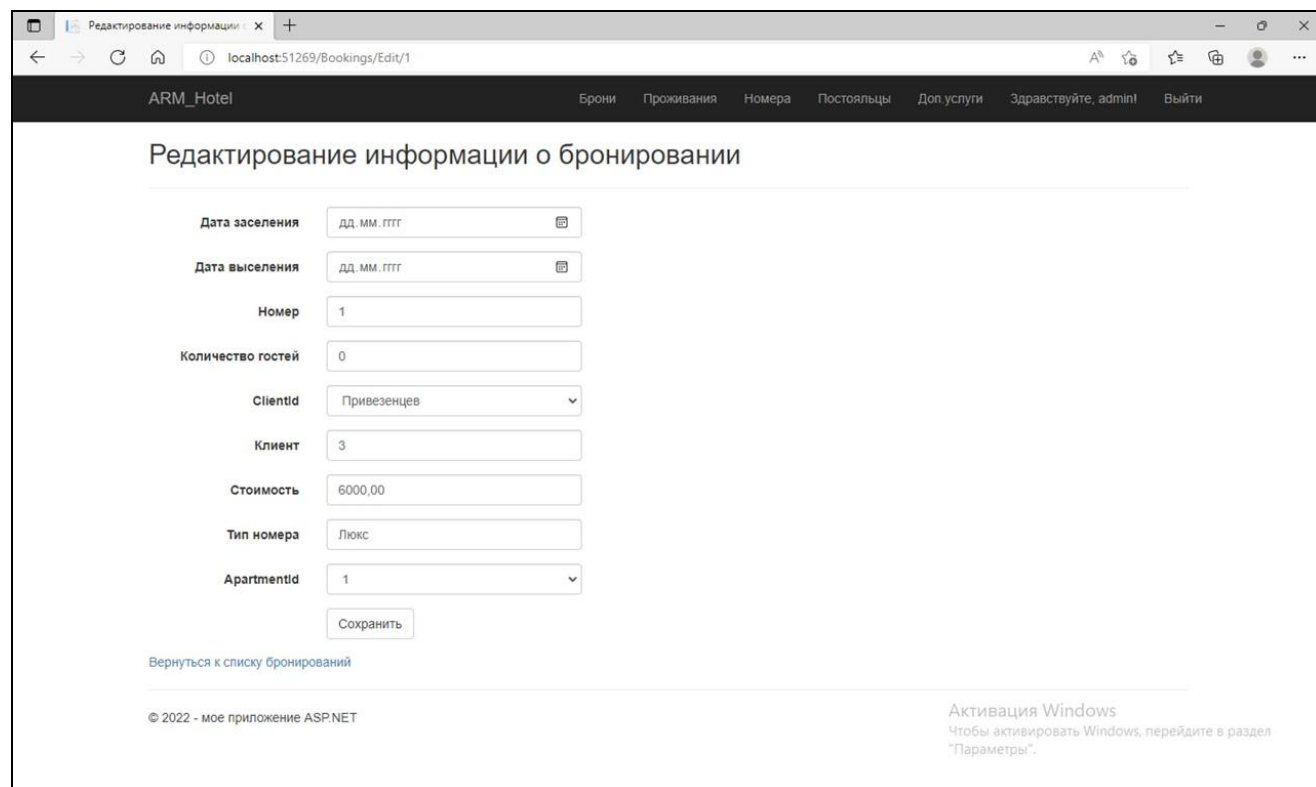 Редактирование информации о
localhost:51269/Bookings/Edit/1
ARM_Hotel Брони Проживания Номера Постояльцы Доп.услуги Здравствуйте, admin! Выйти
Редактирование информации о бронировании
Дата заселения дд.мм.гггг
Дата выселения дд.мм.гггг
Номер 1
Количество гостей 0
ClientId Привезенцев
Клиент 3
Стоимость 6000,00
Тип номера Люкс
ApartmentId 1
Сохранить
Вернуться к списку бронирований
© 2022 - мое приложение ASP.NET
Активация Windows
Чтобы активировать Windows, перейдите в раздел
"Параметры".